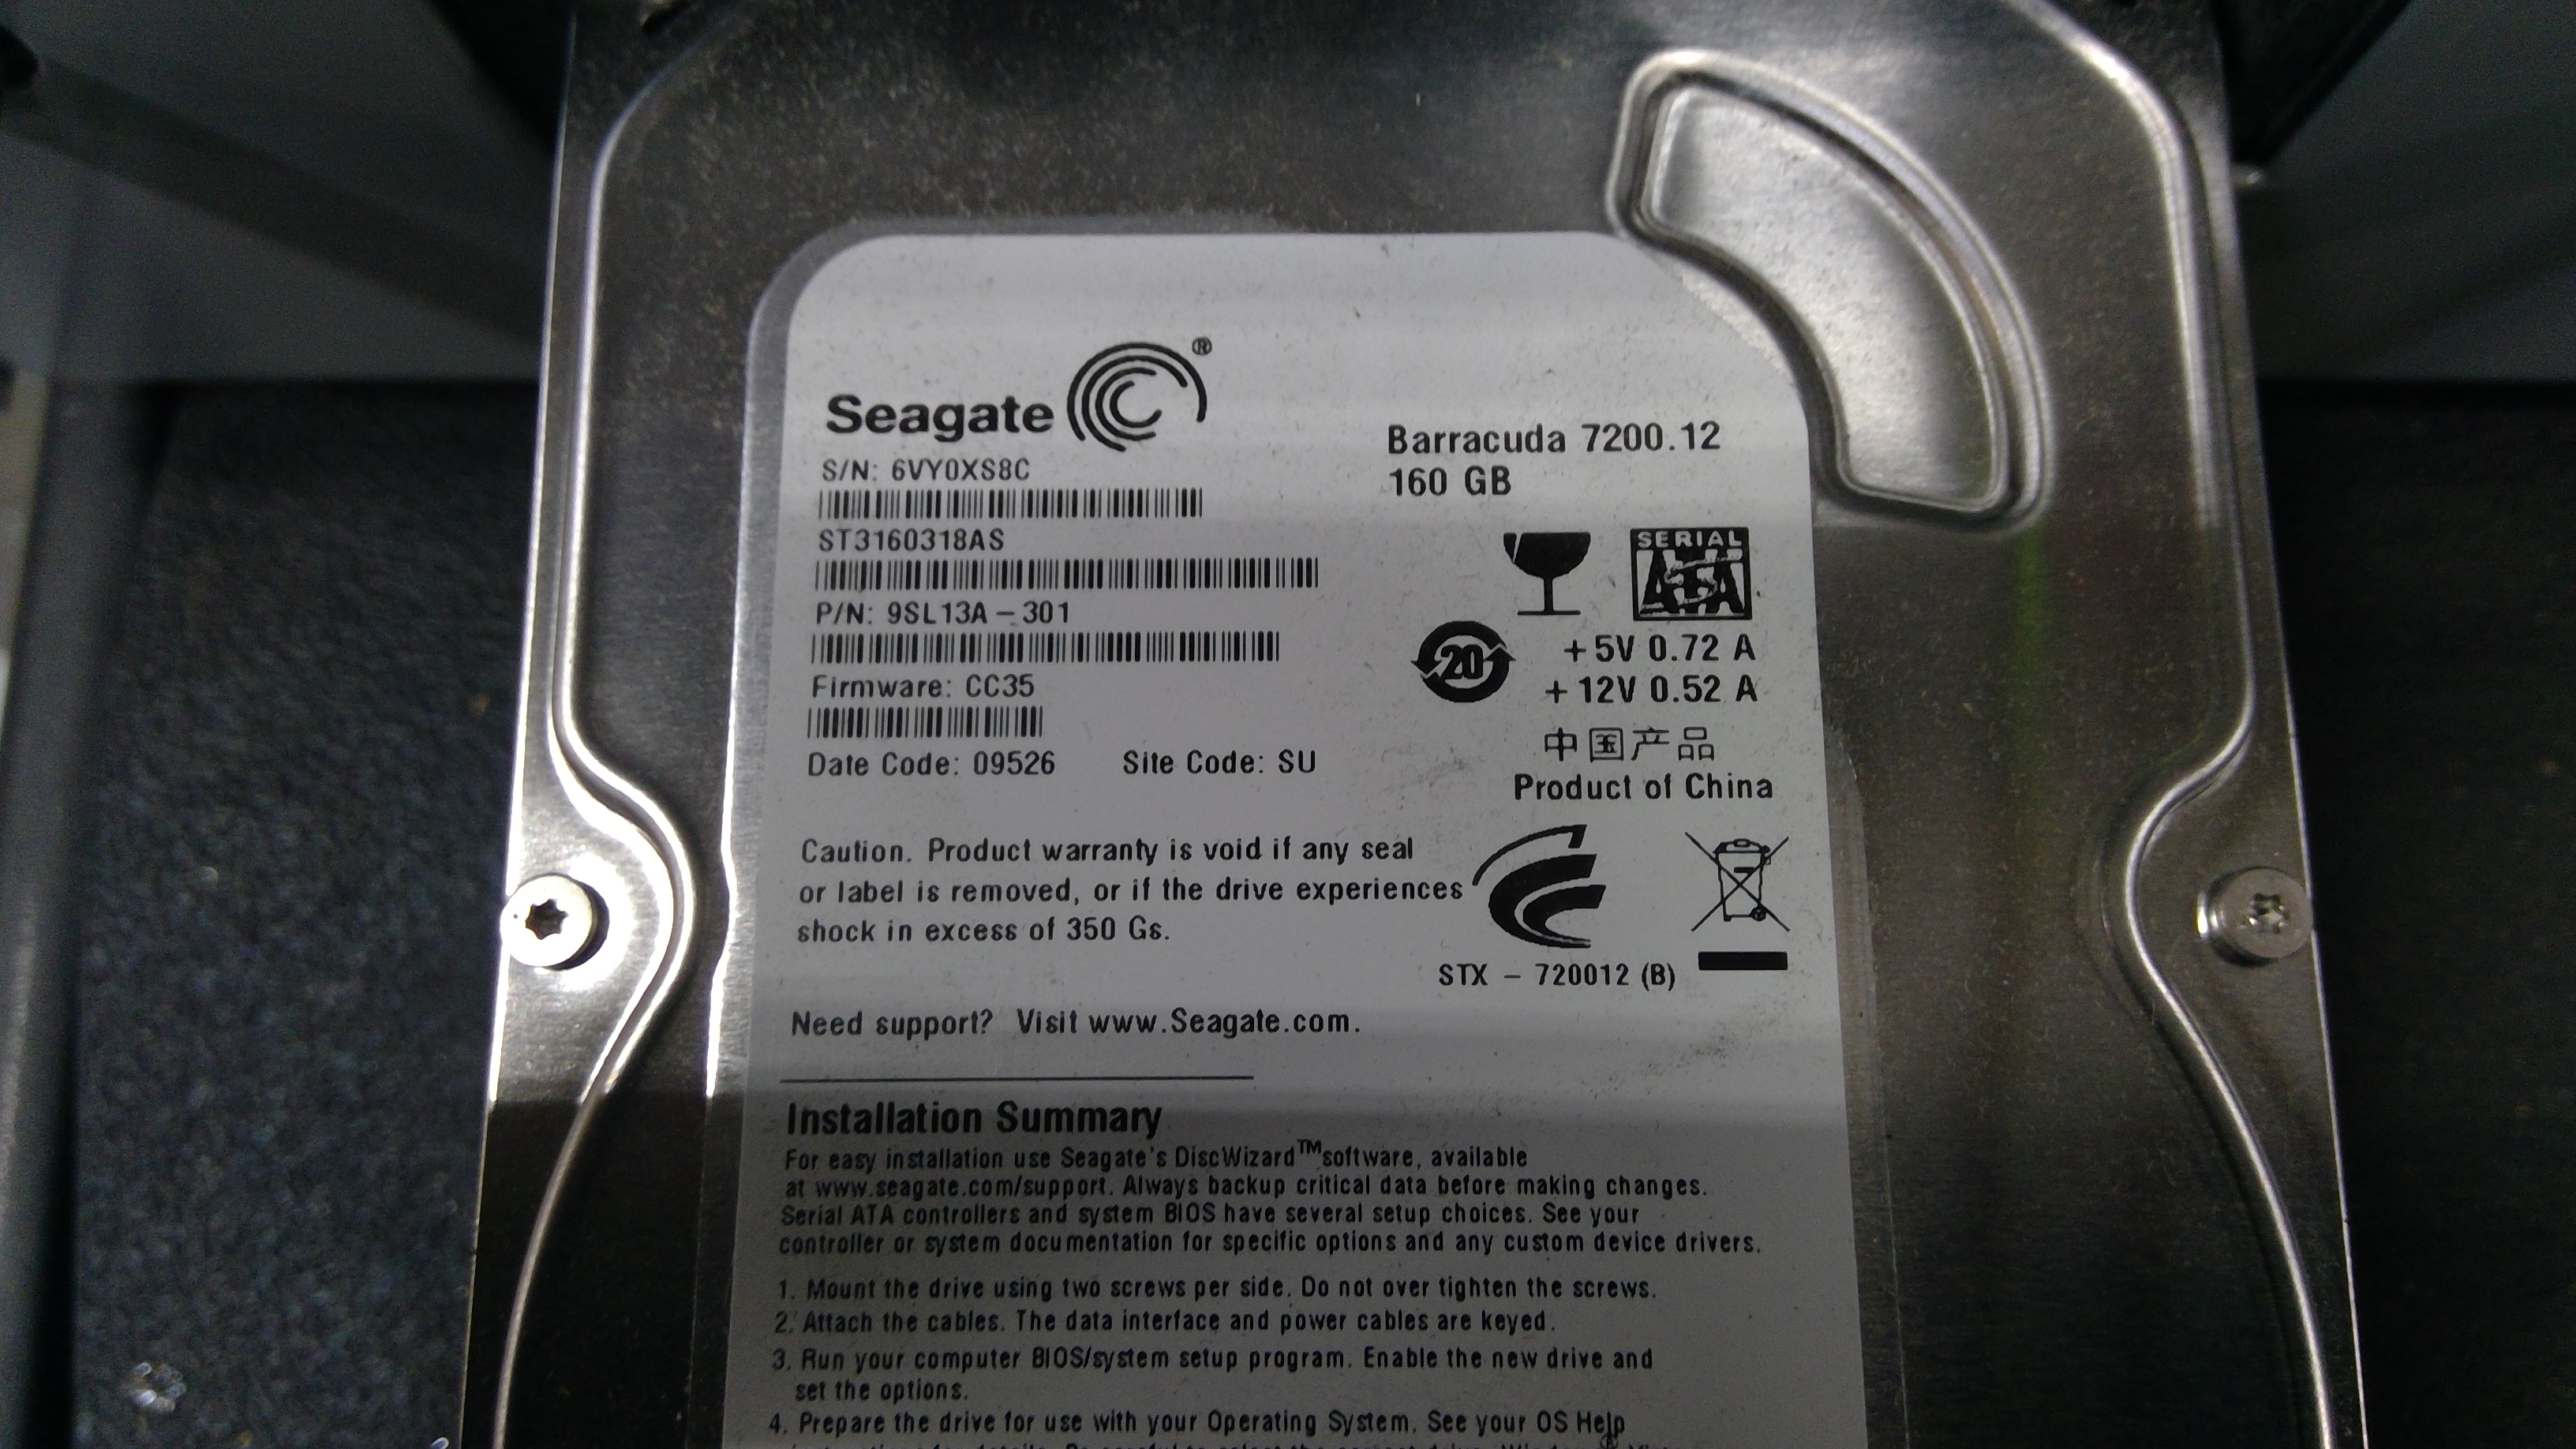 Seagate ®
S/N: 6VY0XS8C
ST3160318AS
P/N: 9SL13A-301
Firmware: CC35
Date Code: 09526 Site Code: SU
Barracuda 7200.12
160 GB
SERIAL
ATA
20
+5V 0.72 A
+12V 0.52 A
中国产品
Product of China
Caution. Product warranty is void if any seal
or label is removed, or if the drive experiences
shock in excess of 350 Gs.
STX - 720012 (B)
Need support? Visit www.Seagate.com.
Installation Summary
For easy installation use Seagate's DiscWizard™ software, available
at www.seagate.com/support. Always backup critical data before making changes.
Serial ATA controllers and system BIOS have several setup choices. See your
controller or system documentation for specific options and any custom device drivers.
1. Mount the drive using two screws per side. Do not over tighten the screws.
2. Attach the cables. The data interface and power cables are keyed.
3. Run your computer BIOS/system setup program. Enable the new drive and
set the options.
4. Prepare the drive for use with your Operating System. See your OS Help